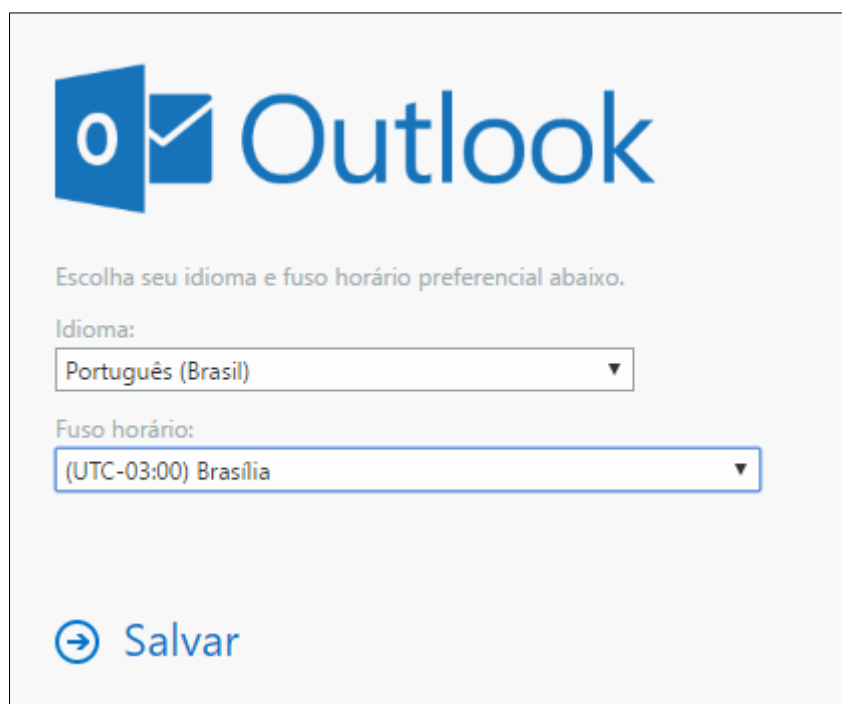 Outlook
Escolha seu idioma e fuso horário preferencial abaixo.
Idioma:
Português (Brasil)
Fuso horário:
(UTC-03:00) Brasília
Salvar